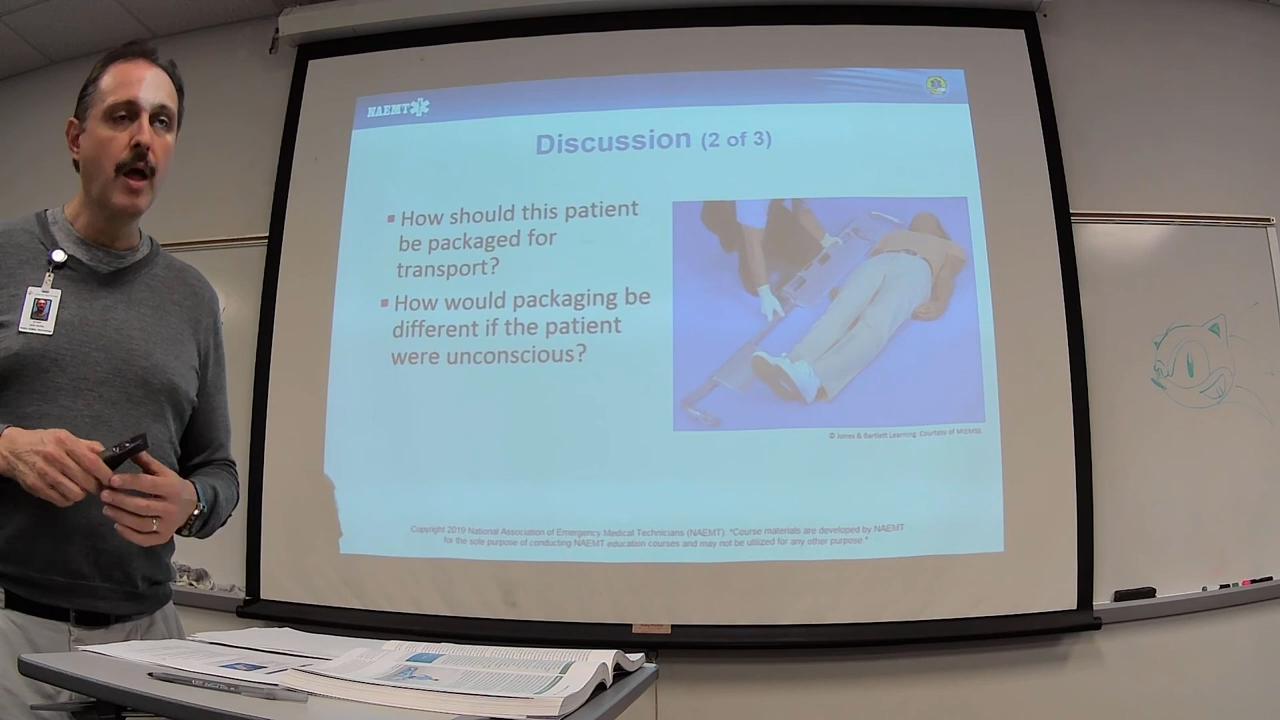 NAEMT
Discussion (2 of 3)
▪ How should this patient
be packaged for
transport?
▪ How would packaging be
different if the patient
were unconscious?
© Jones & Bartlett Learning. Courtesy of MIEMSS.
Copyright 2019 National Association of Emergency Medical Technicians (NAEMT). *Course materials are developed by NAEMT
for the sole purpose of conducting NAEMT education courses and may not be utilized for any other purpose.*